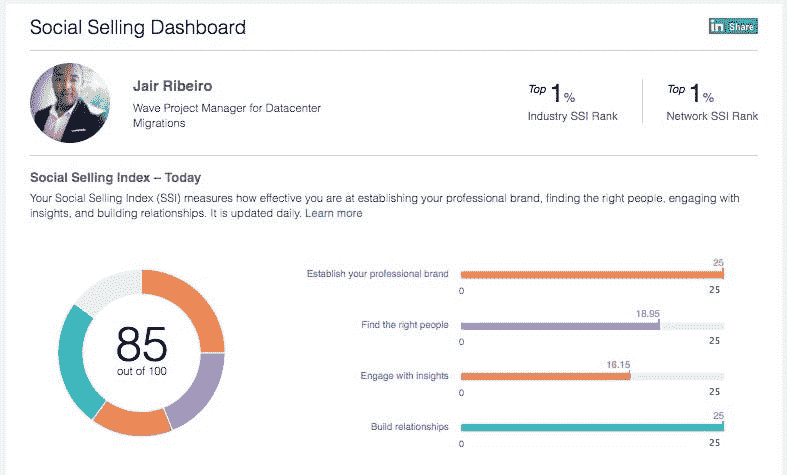 Social Selling Dashboard
in Share
Jair Ribeiro
Wave Project Manager for Datacenter
Migrations
Top 1%
Industry SSI Rank
Top 1%
Network SSI Rank
Social Selling Index – Today
Your Social Selling Index (SSI) measures how effective you are at establishing your professional brand, finding the right people, engaging with
insights, and building relationships. It is updated daily. Learn more
85
out of 100
25
Establish your professional brand
0 25
18.95
Find the right people
0 25
16.15
Engage with insights
0 25
25
Build relationships
0 25